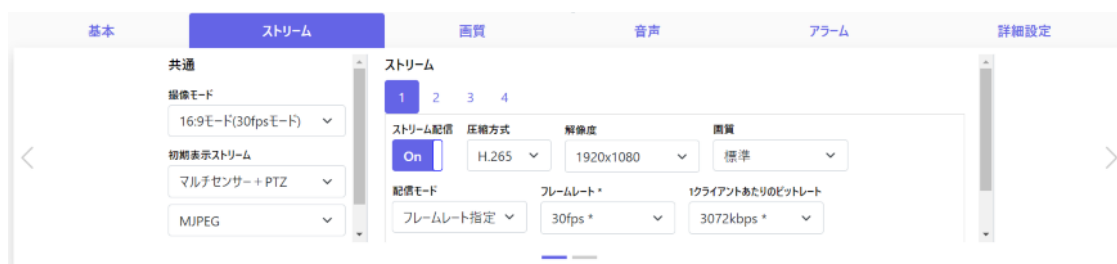 基本 ストリーム 画質 音声 アラーム 詳細設定
共通
撮像モード
16:9モード(30fpsモード)
初期表示ストリーム
マルチセンサー+PTZ
MJPEG
ストリーム
1 2 3 4
ストリーム配信 圧縮方式 解像度 画質
On H.265 1920x1080 標準
配信モード フレームレート * 1クライアントあたりのビットレート
フレームレート指定 30fps * 3072kbps *